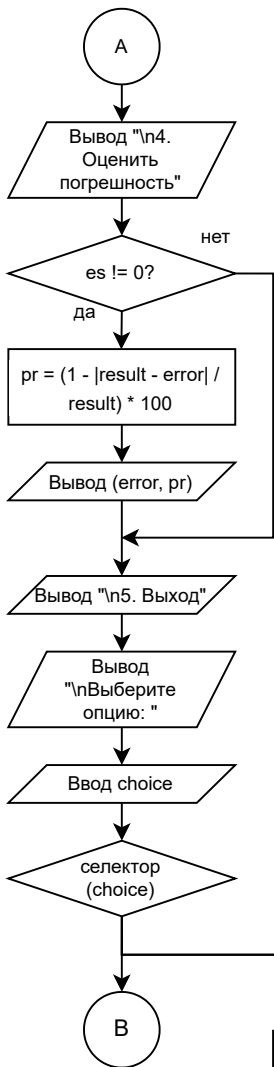 A
Вывод "\n4.
Оценить
погрешность"
нет
es != 0?
да
pr = (1 - |result - error| /
result) * 100
Вывод (error, pr)
Вывод "\n5. Выход"
Вывод
"\nВыберите
опцию: "
Ввод choice
селектор
(choice)
B